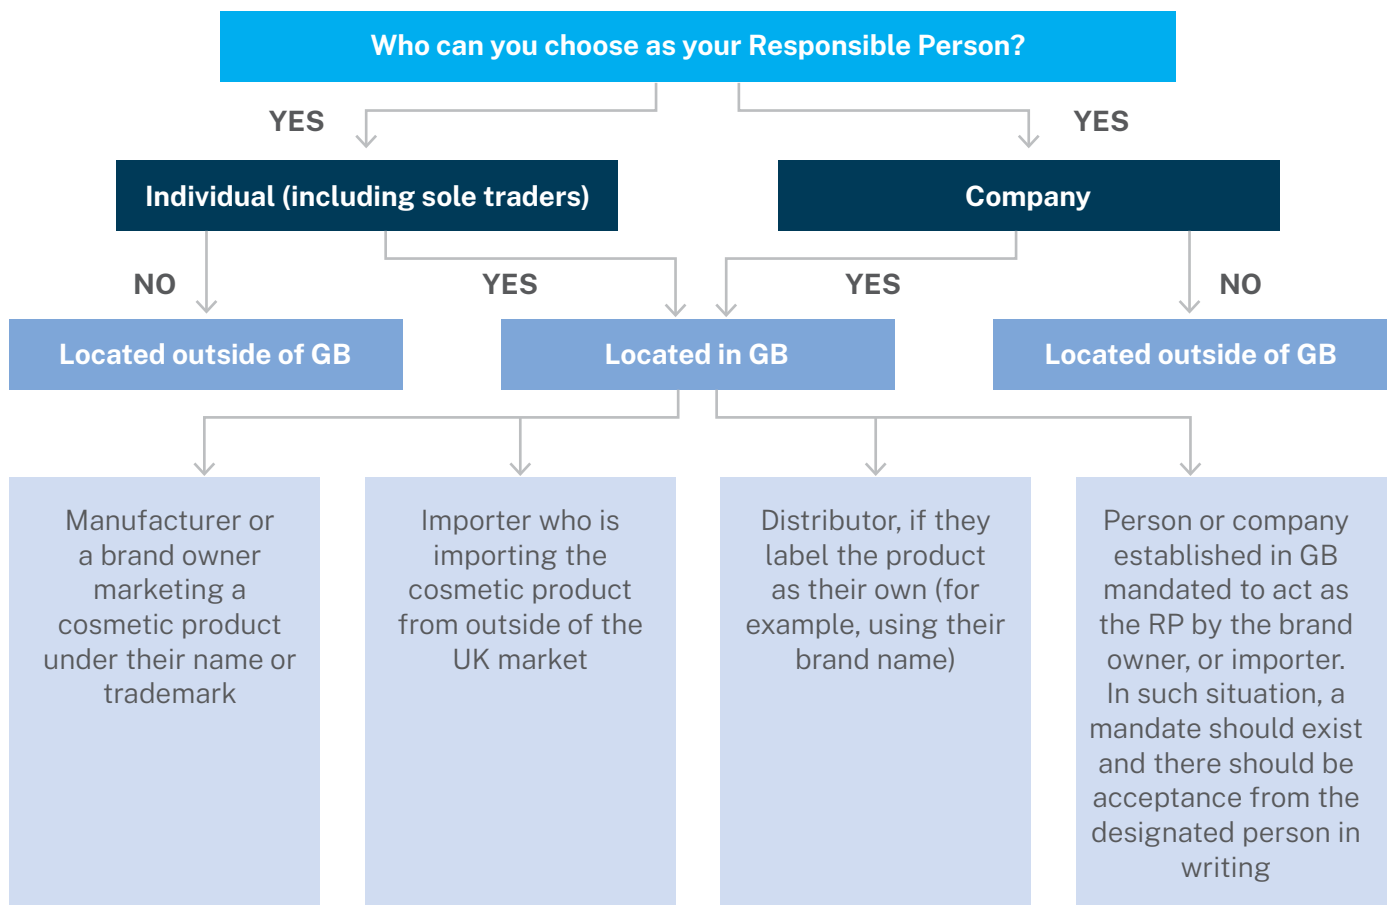 Who can you choose as your Responsible Person?
YES
YES
Individual (including sole traders)
Company
NO
YES
YES
NO
Located outside of GB
Located in GB
Located outside of GB
Manufacturer or
a brand owner
marketing a
cosmetic product
under their name or
trademark
Importer who is
importing the
cosmetic product
from outside of the
UK market
Distributor, if they
label the product
as their own (for
example, using their
brand name)
Person or company
established in GB
mandated to act as
the RP by the brand
owner, or importer.
In such situation, a
mandate should exist
and there should be
acceptance from the
designated person in
writing